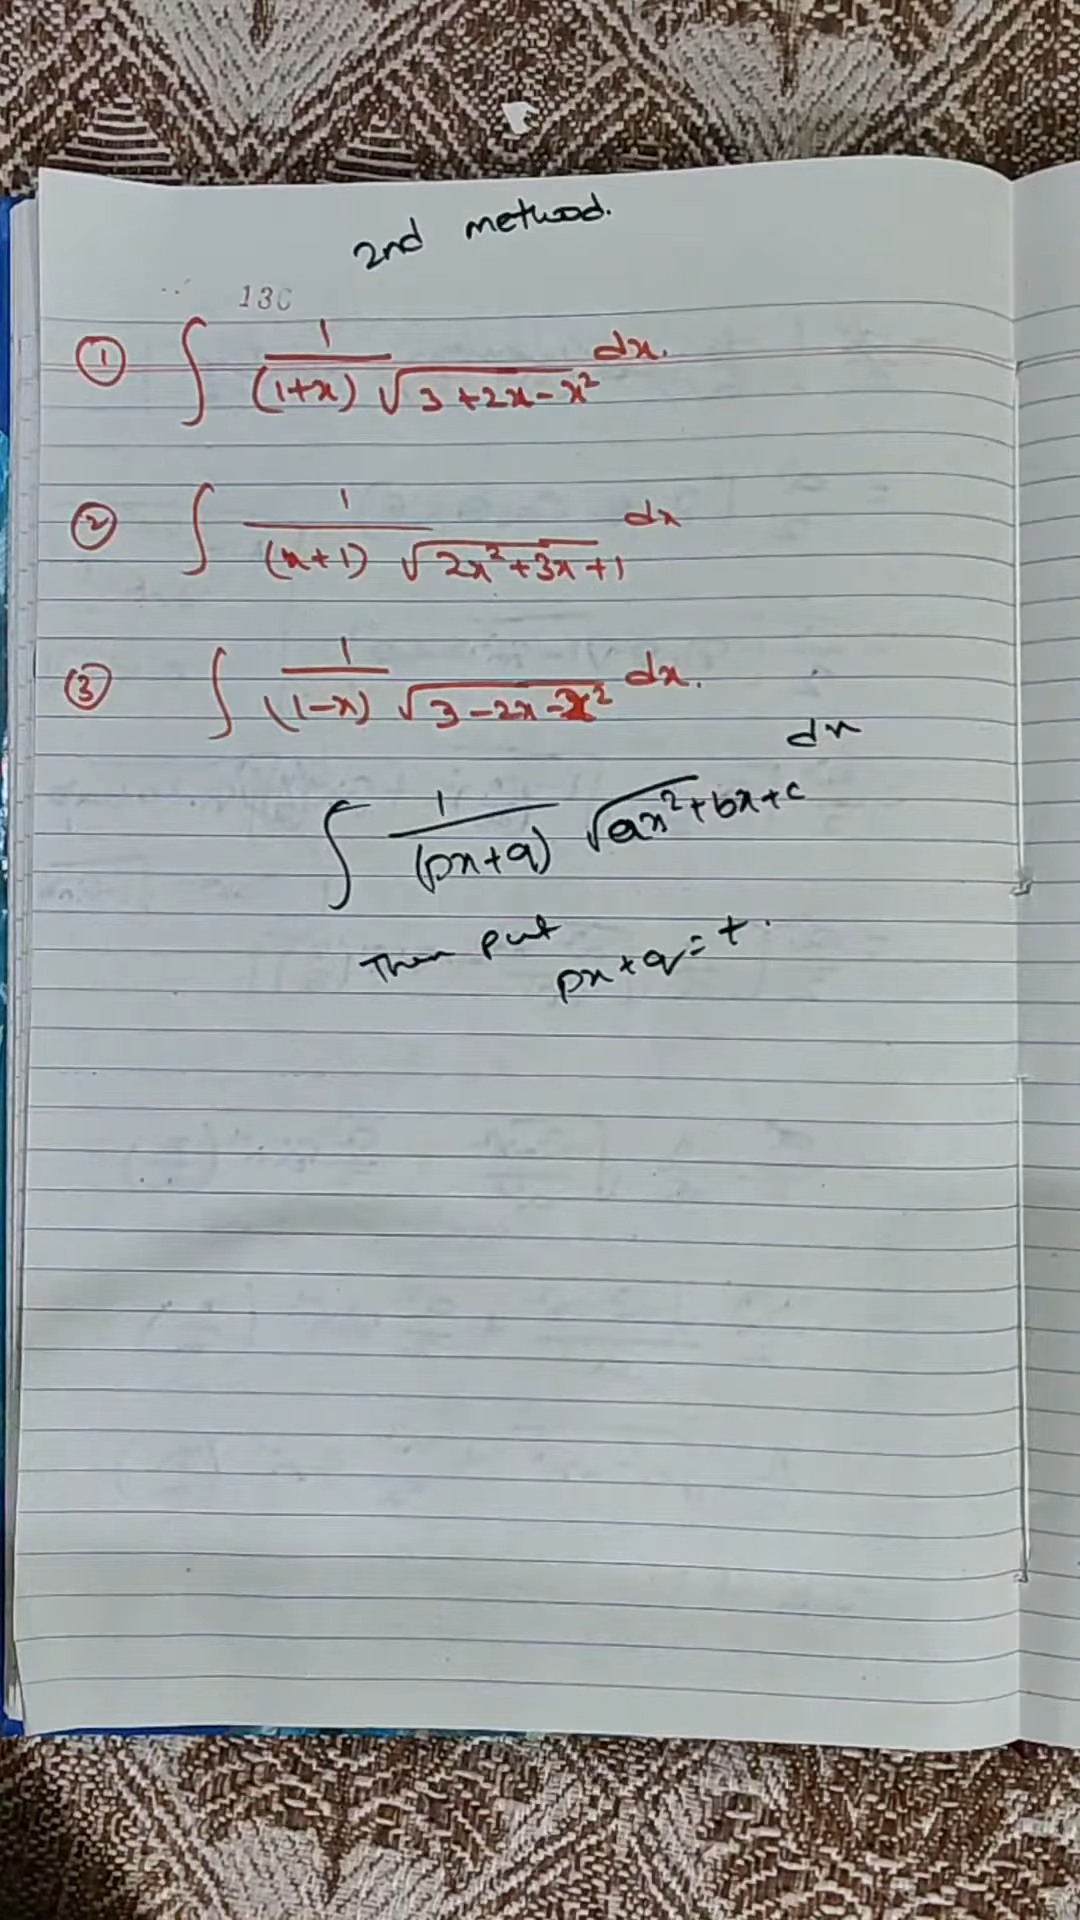 2nd method.
13
① ∫ 1/((1+x) √(3+2x-x²)) dx.
② ∫ 1/((x+1) √(2x²+3x+1)) dx
③ ∫ 1/((1-x) √(3-2x-x²)) dx.
∫ 1/(px+q) √(ax²+bx+c) dx
Then put
px+q=t.